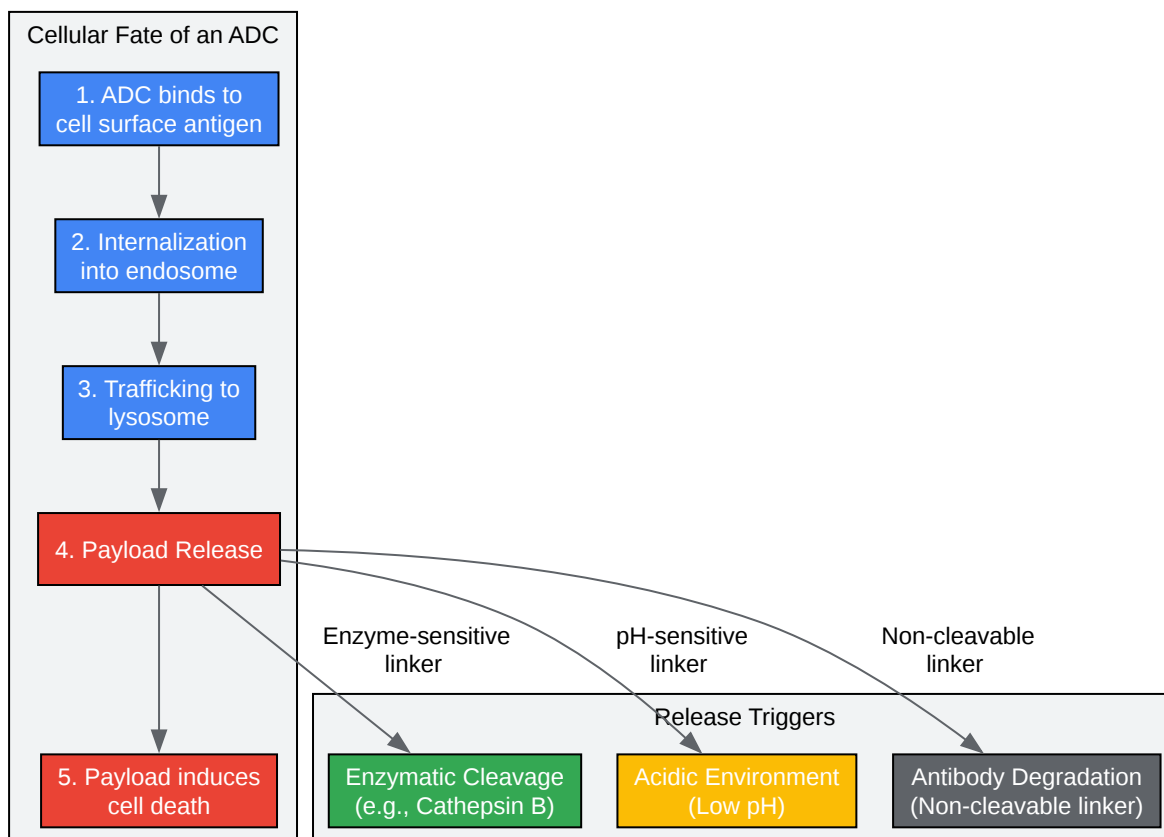 Cellular Fate of an ADC
1. ADC binds to
cell surface antigen
2. Internalization
into endosome
3. Trafficking to
lysosome
4. Payload Release
Enzyme-sensitive
linker
pH-sensitive
linker
Non-cleavable
linker
Release Triggers
5. Payload induces
cell death
Enzymatic Cleavage
(e.g., Cathepsin B)
Acidic Environment
(Low pH)
Antibody Degradation
(Non-cleavable linker)